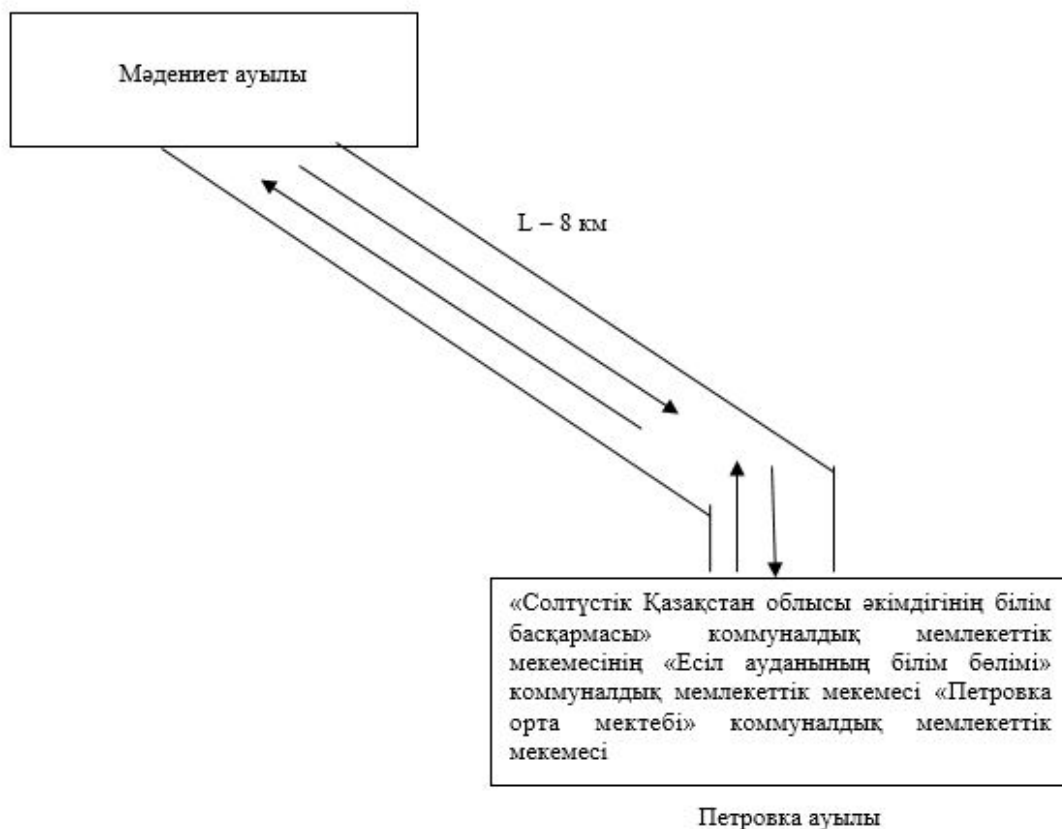 Мәдениет ауылы
L – 8 км
«Солтүстік Қазақстан облысы әкімдігінің білім
басқармасы» коммуналдық мемлекеттік
мекемесінің «Есіл ауданының білім бөлімі»
коммуналдық мемлекеттік мекемесі «Петровка
орта мектебі» коммуналдық мемлекеттік
мекемесі
Петровка ауылы